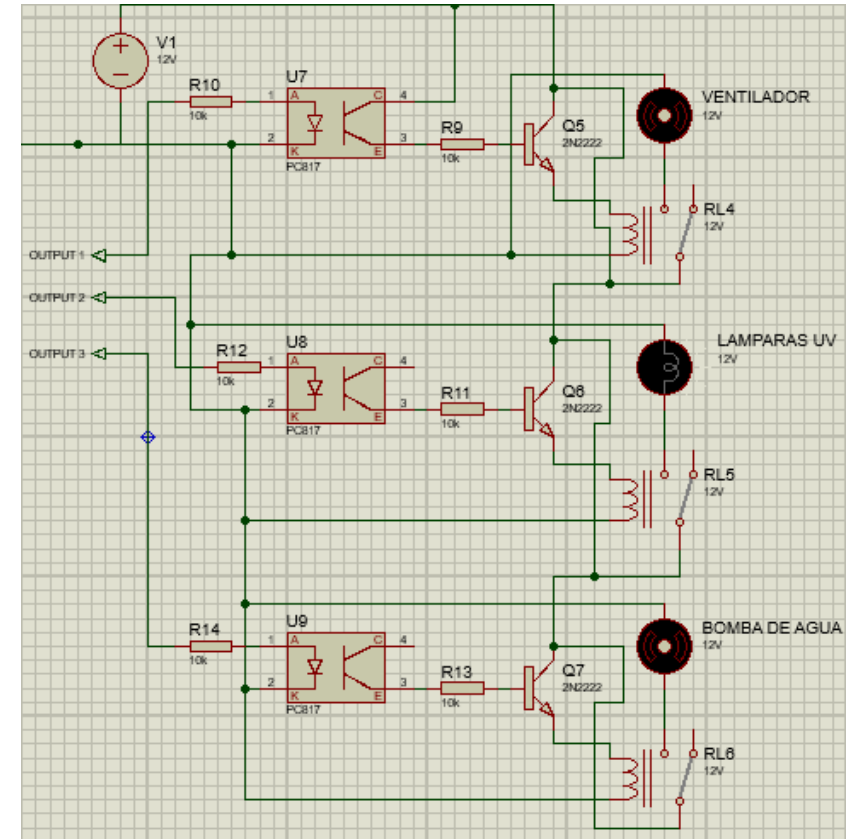 V1
12V
R10
10k
U7
1
A
C
4
2
K
E
3
PC817
R9
10k
Q5
2N2222
VENTILADOR
12V
RL4
12V
OUTPUT 1
OUTPUT 2
OUTPUT 3
R12
10k
U8
1
A
C
4
2
K
E
3
PC817
R11
10k
Q6
2N2222
LAMPARAS UV
12V
RL5
12V
R14
10k
U9
1
A
C
4
2
K
E
3
PC817
R13
10k
Q7
2N2222
BOMBA DE AGUA
12V
RL6
12V